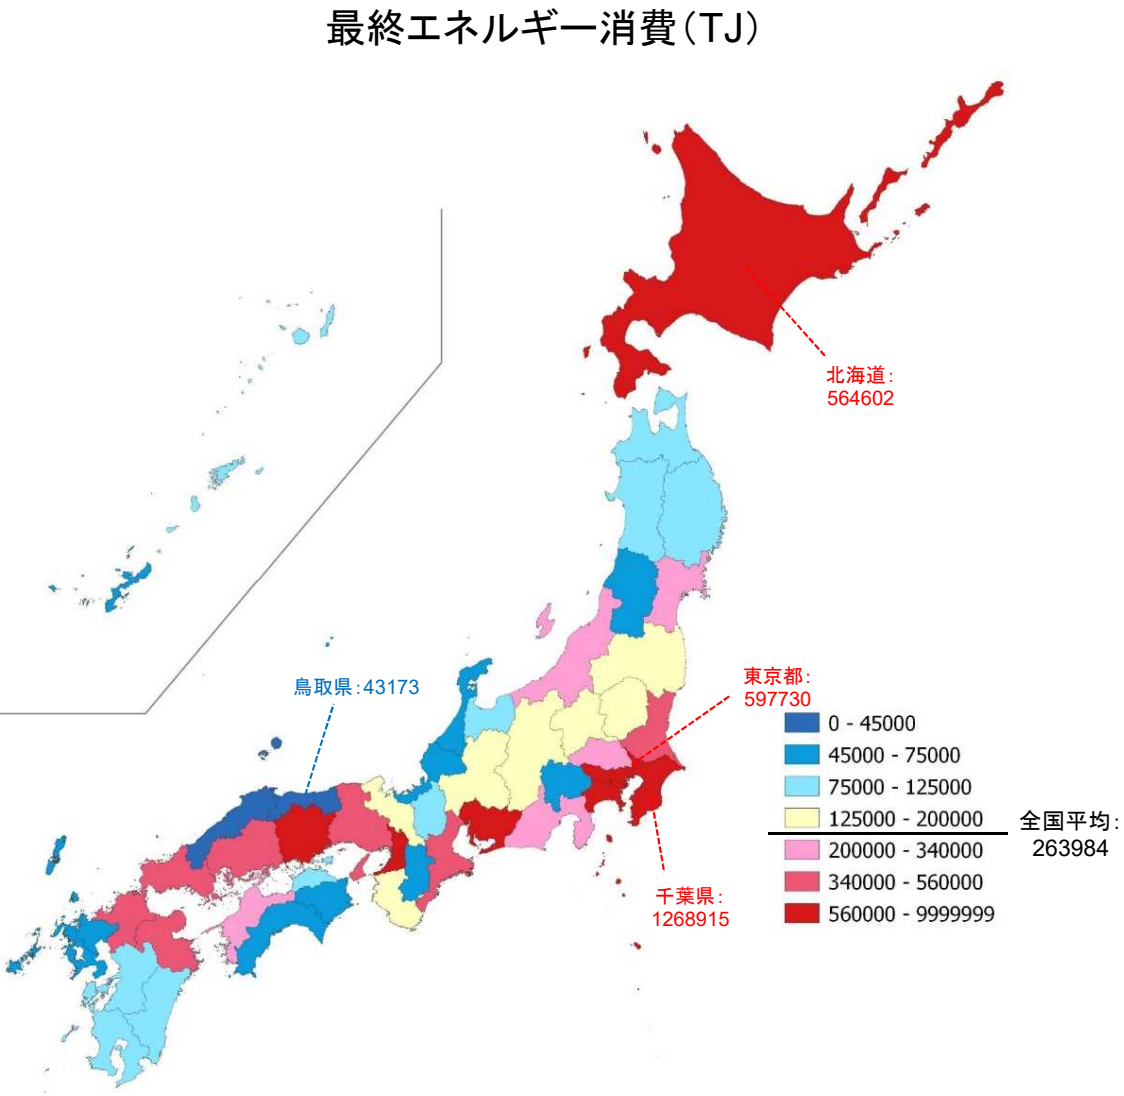 最終エネルギー消費（TJ）
北海道：
564602
鳥取県：43173
東京都：
597730
0 - 45000
45000 - 75000
75000 - 125000
125000 - 200000
200000 - 340000
340000 - 560000
560000 - 9999999
全国平均：
263984
千葉県：
1268915